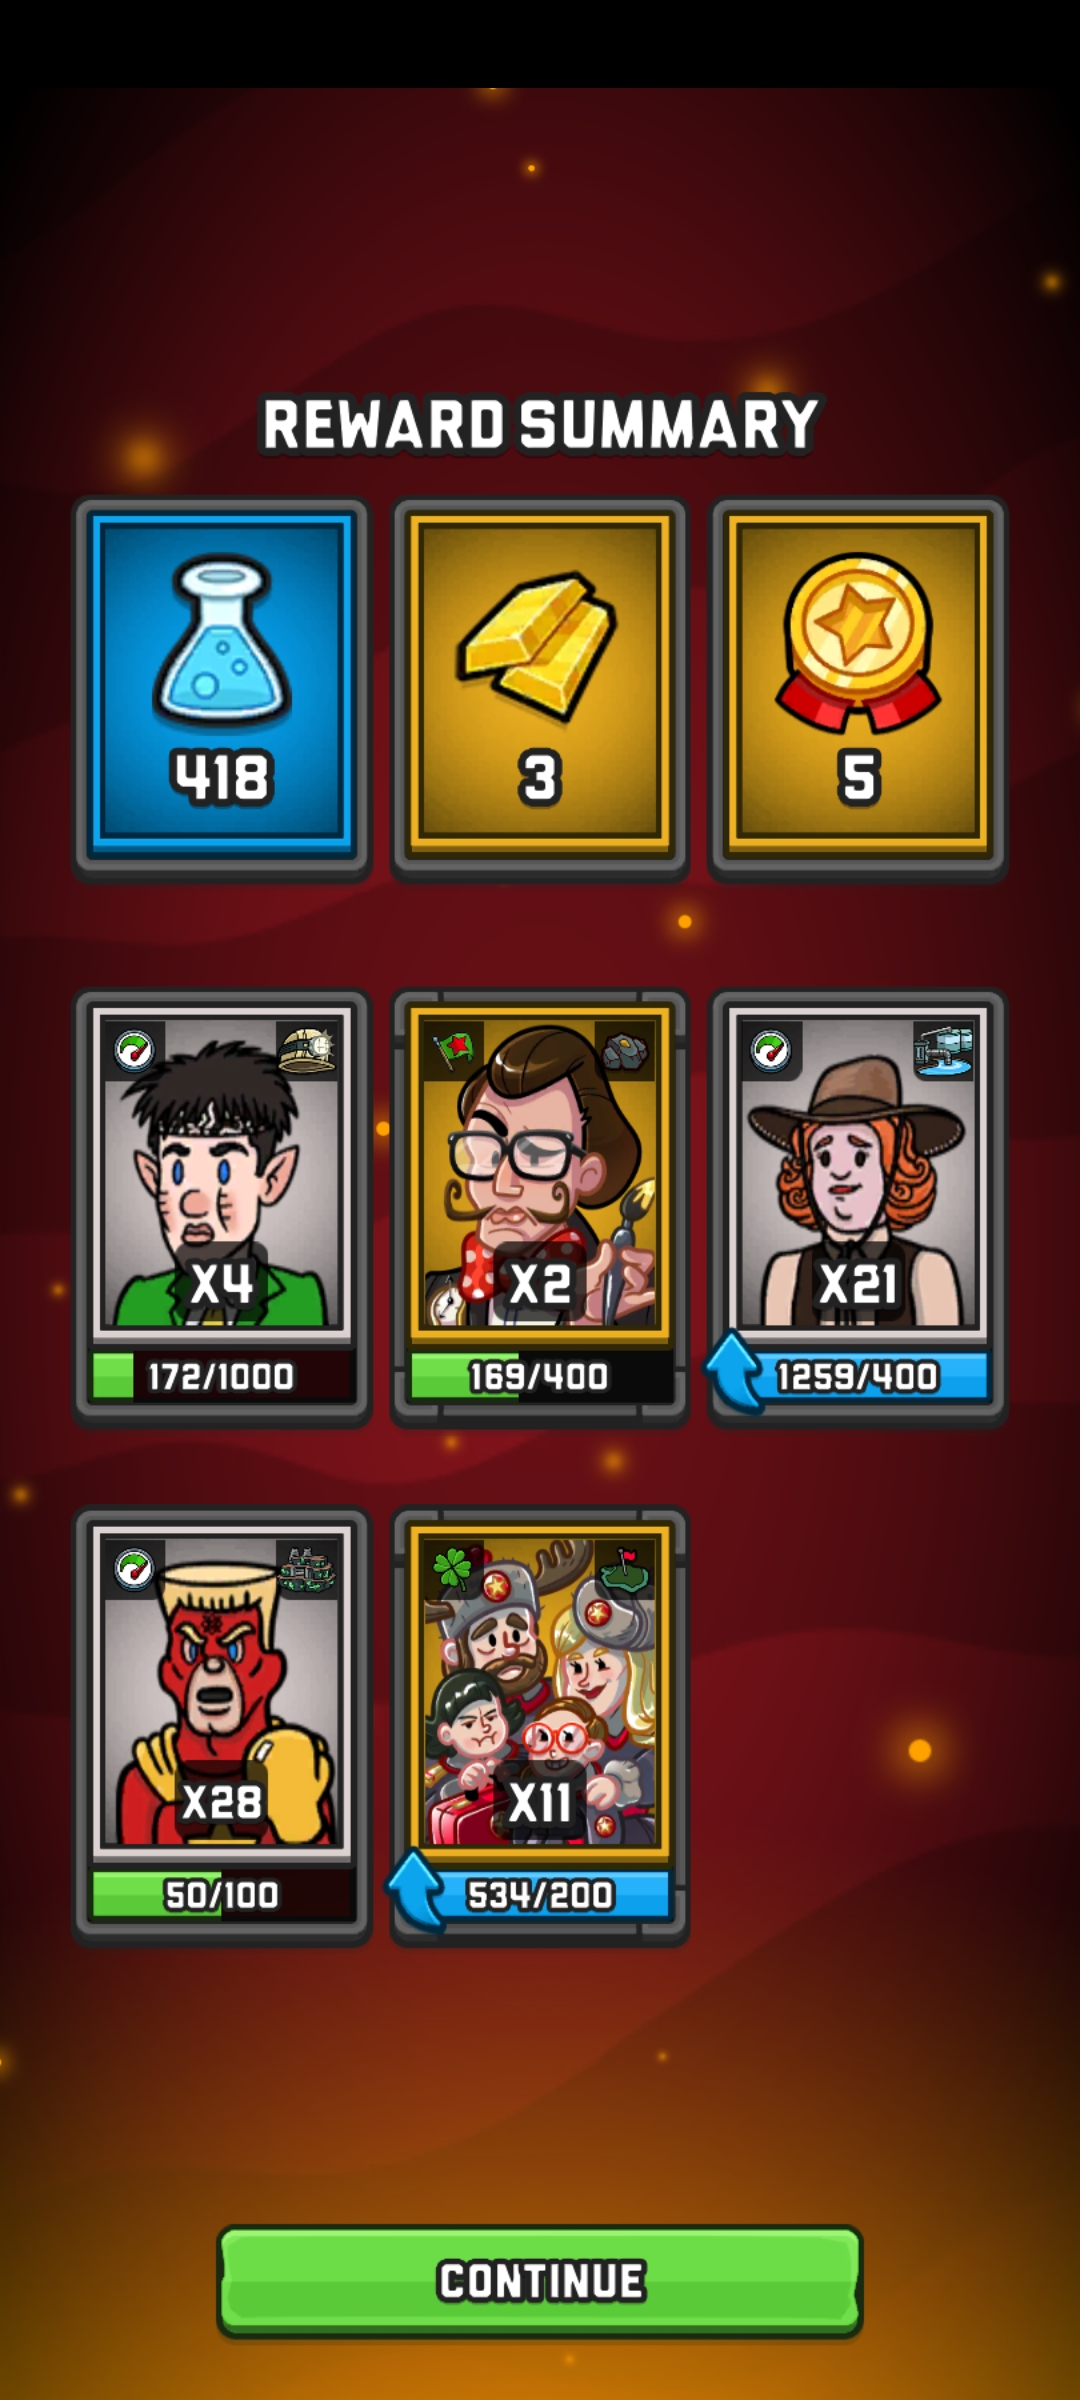 REWARD SUMMARY
418
3
5
X4
X2
X21
172/1000
169/400
1259/400
X28
X11
50/100
534/200
CONTINUE